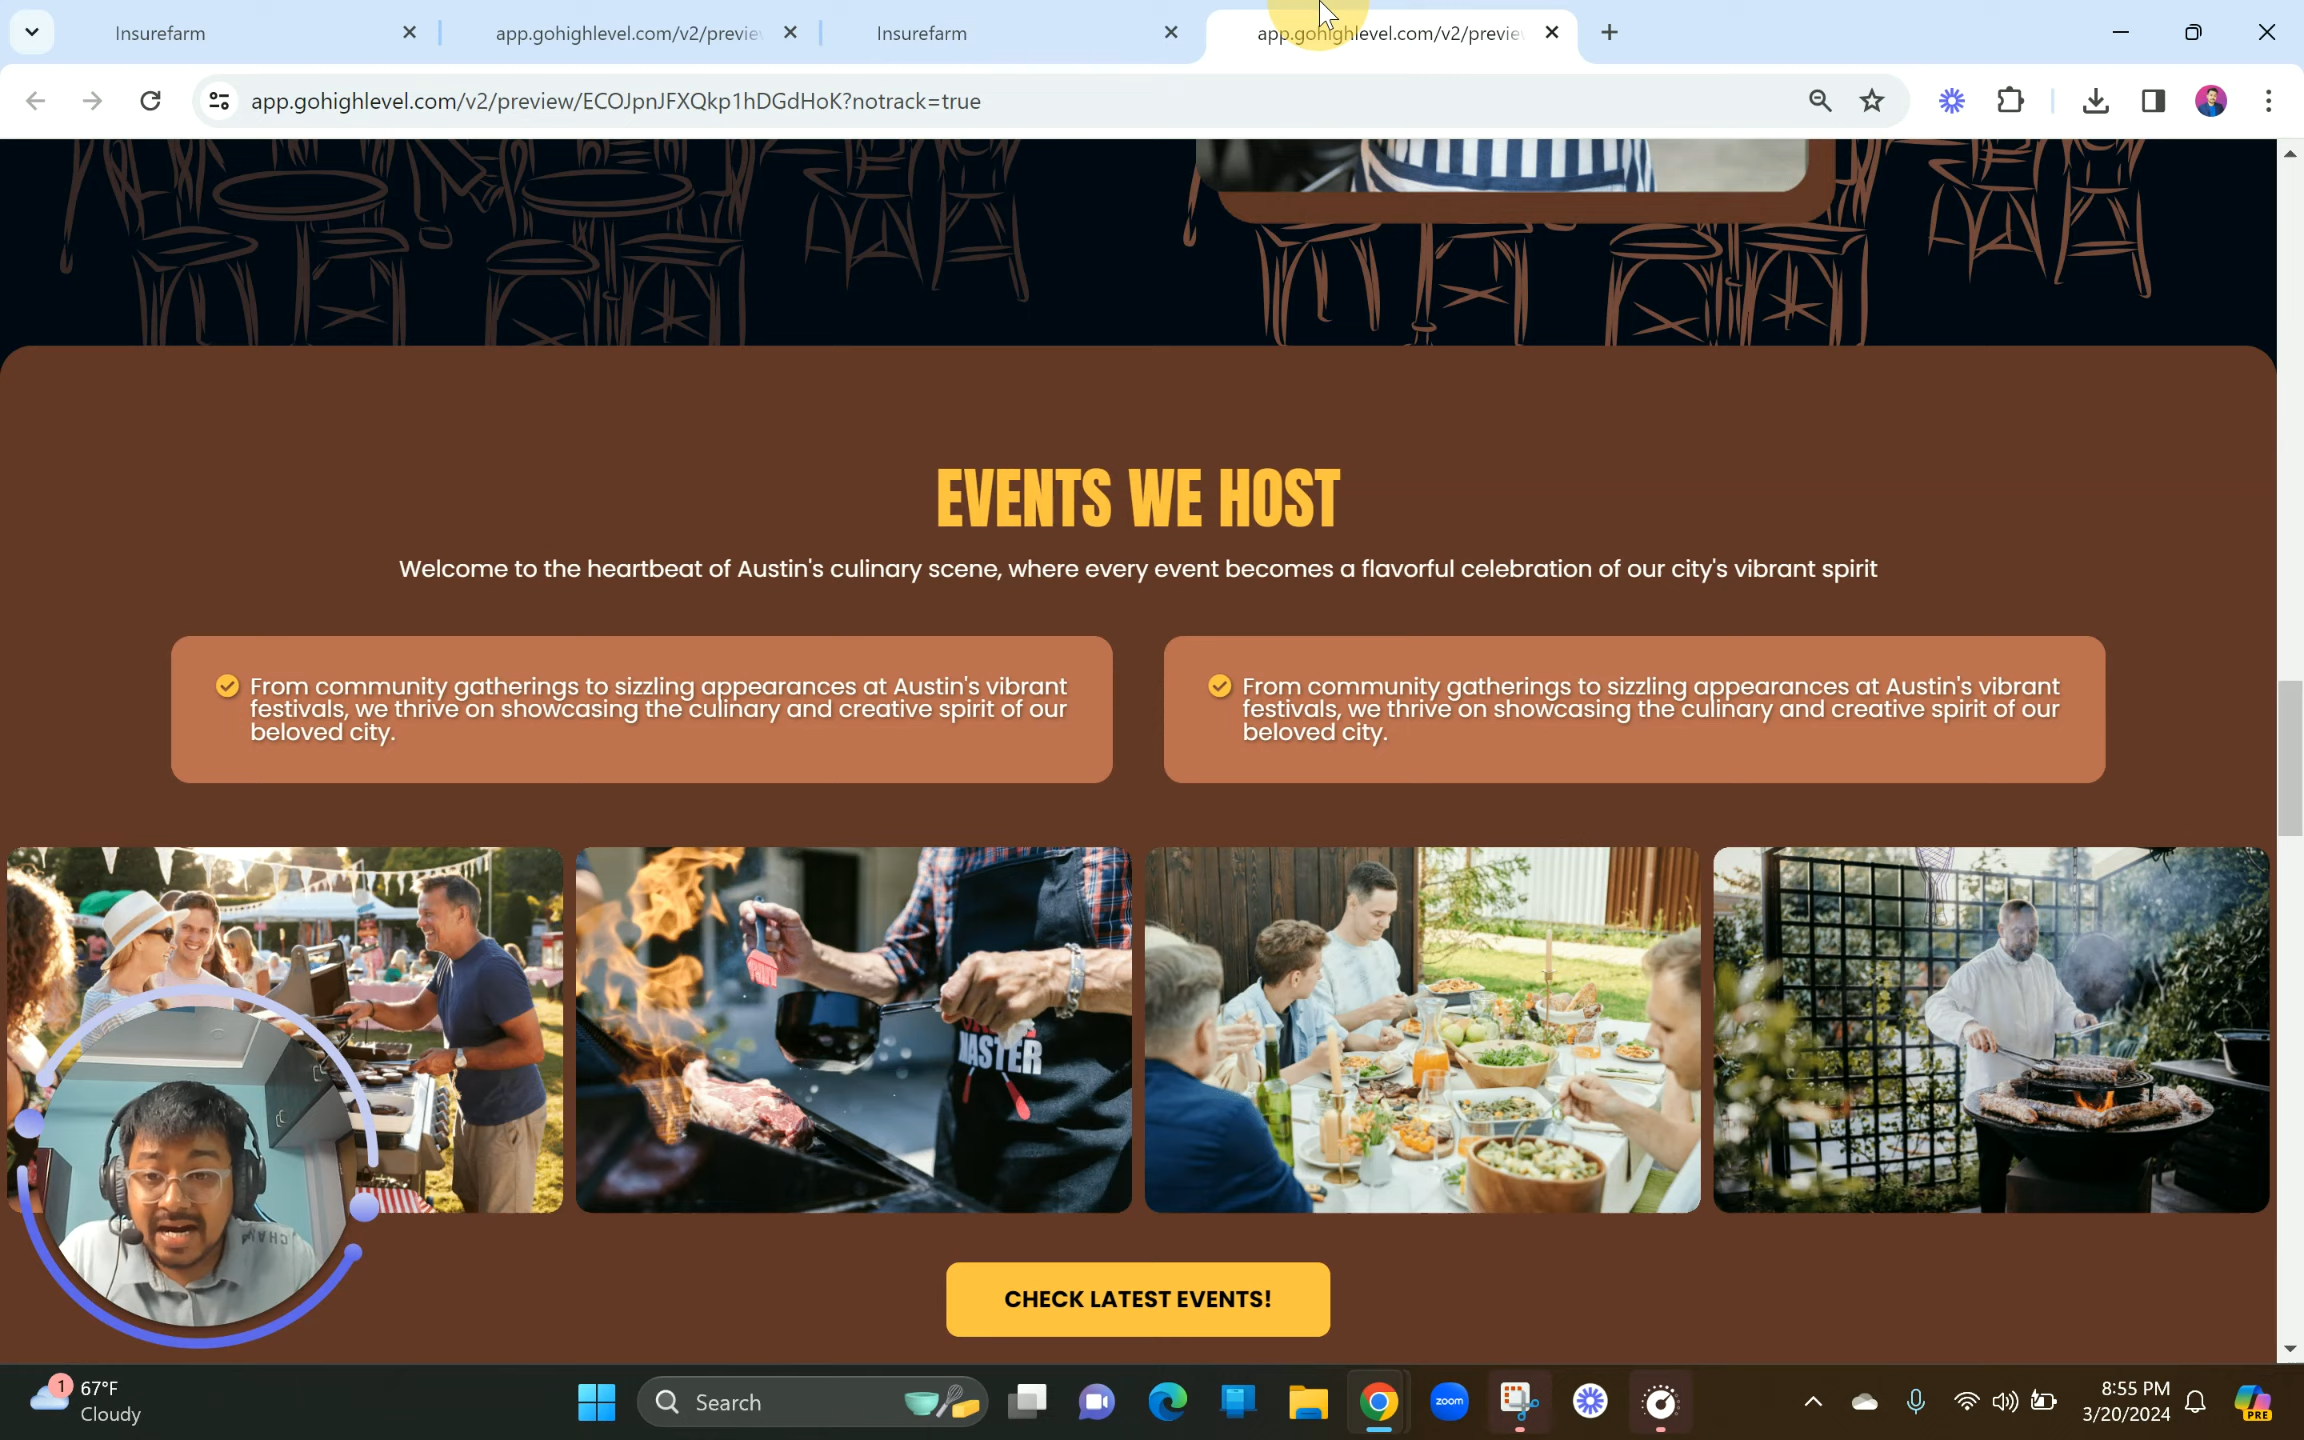 Insurefarm
app.gohighlevel.com/v2/previe
Insurefarm
app.gohighlevel.com/v2/previe
app.gohighlevel.com/v2/preview/ECOJpnJFXQkp1hDGdHoK?notrack=true
EVENTS WE HOST
Welcome to the heartbeat of Austin's culinary scene, where every event becomes a flavorful celebration of our city's vibrant spirit
From community gatherings to sizzling appearances at Austin's vibrant
festivals, we thrive on showcasing the culinary and creative spirit of our
beloved city.
From community gatherings to sizzling appearances at Austin's vibrant
festivals, we thrive on showcasing the culinary and creative spirit of our
beloved city.
MASTER
CHECK LATEST EVENTS!
1
67°F
Cloudy
Search
zoom
8:55 PM
3/20/2024
PRE